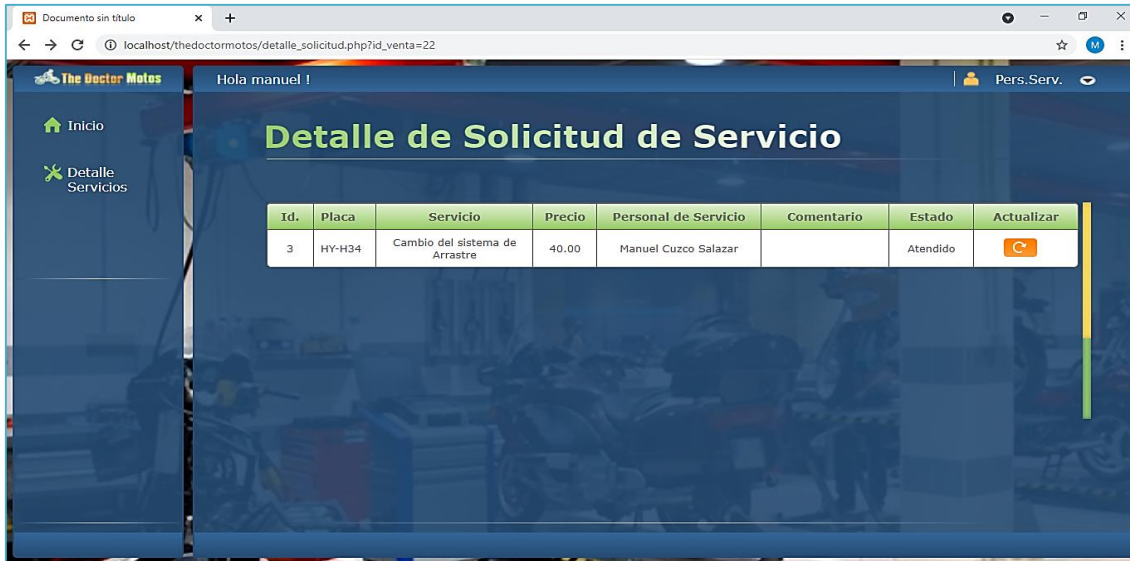 Documento sin título
localhost/thedoctormotos/detalle_solicitud.php?id_venta=22
M
The Doctor Motos
Hola manuel !
Pers.Serv.
Inicio
Detalle
Servicios
Detalle de Solicitud de Servicio
Id. Placa Servicio Precio Personal de Servicio Comentario Estado Actualizar
3 HY-H34 Cambio del sistema de Arrastre 40.00 Manuel Cuzco Salazar Atendido